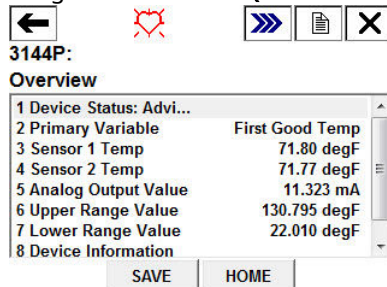 3144P:
Overview
1 Device Status: Advi...
2 Primary Variable First Good Temp
3 Sensor 1 Temp 71.80 degF
4 Sensor 2 Temp 71.77 degF
5 Analog Output Value 11.323 mA
6 Upper Range Value 130.795 degF
7 Lower Range Value 22.010 degF
8 Device Information
SAVE HOME